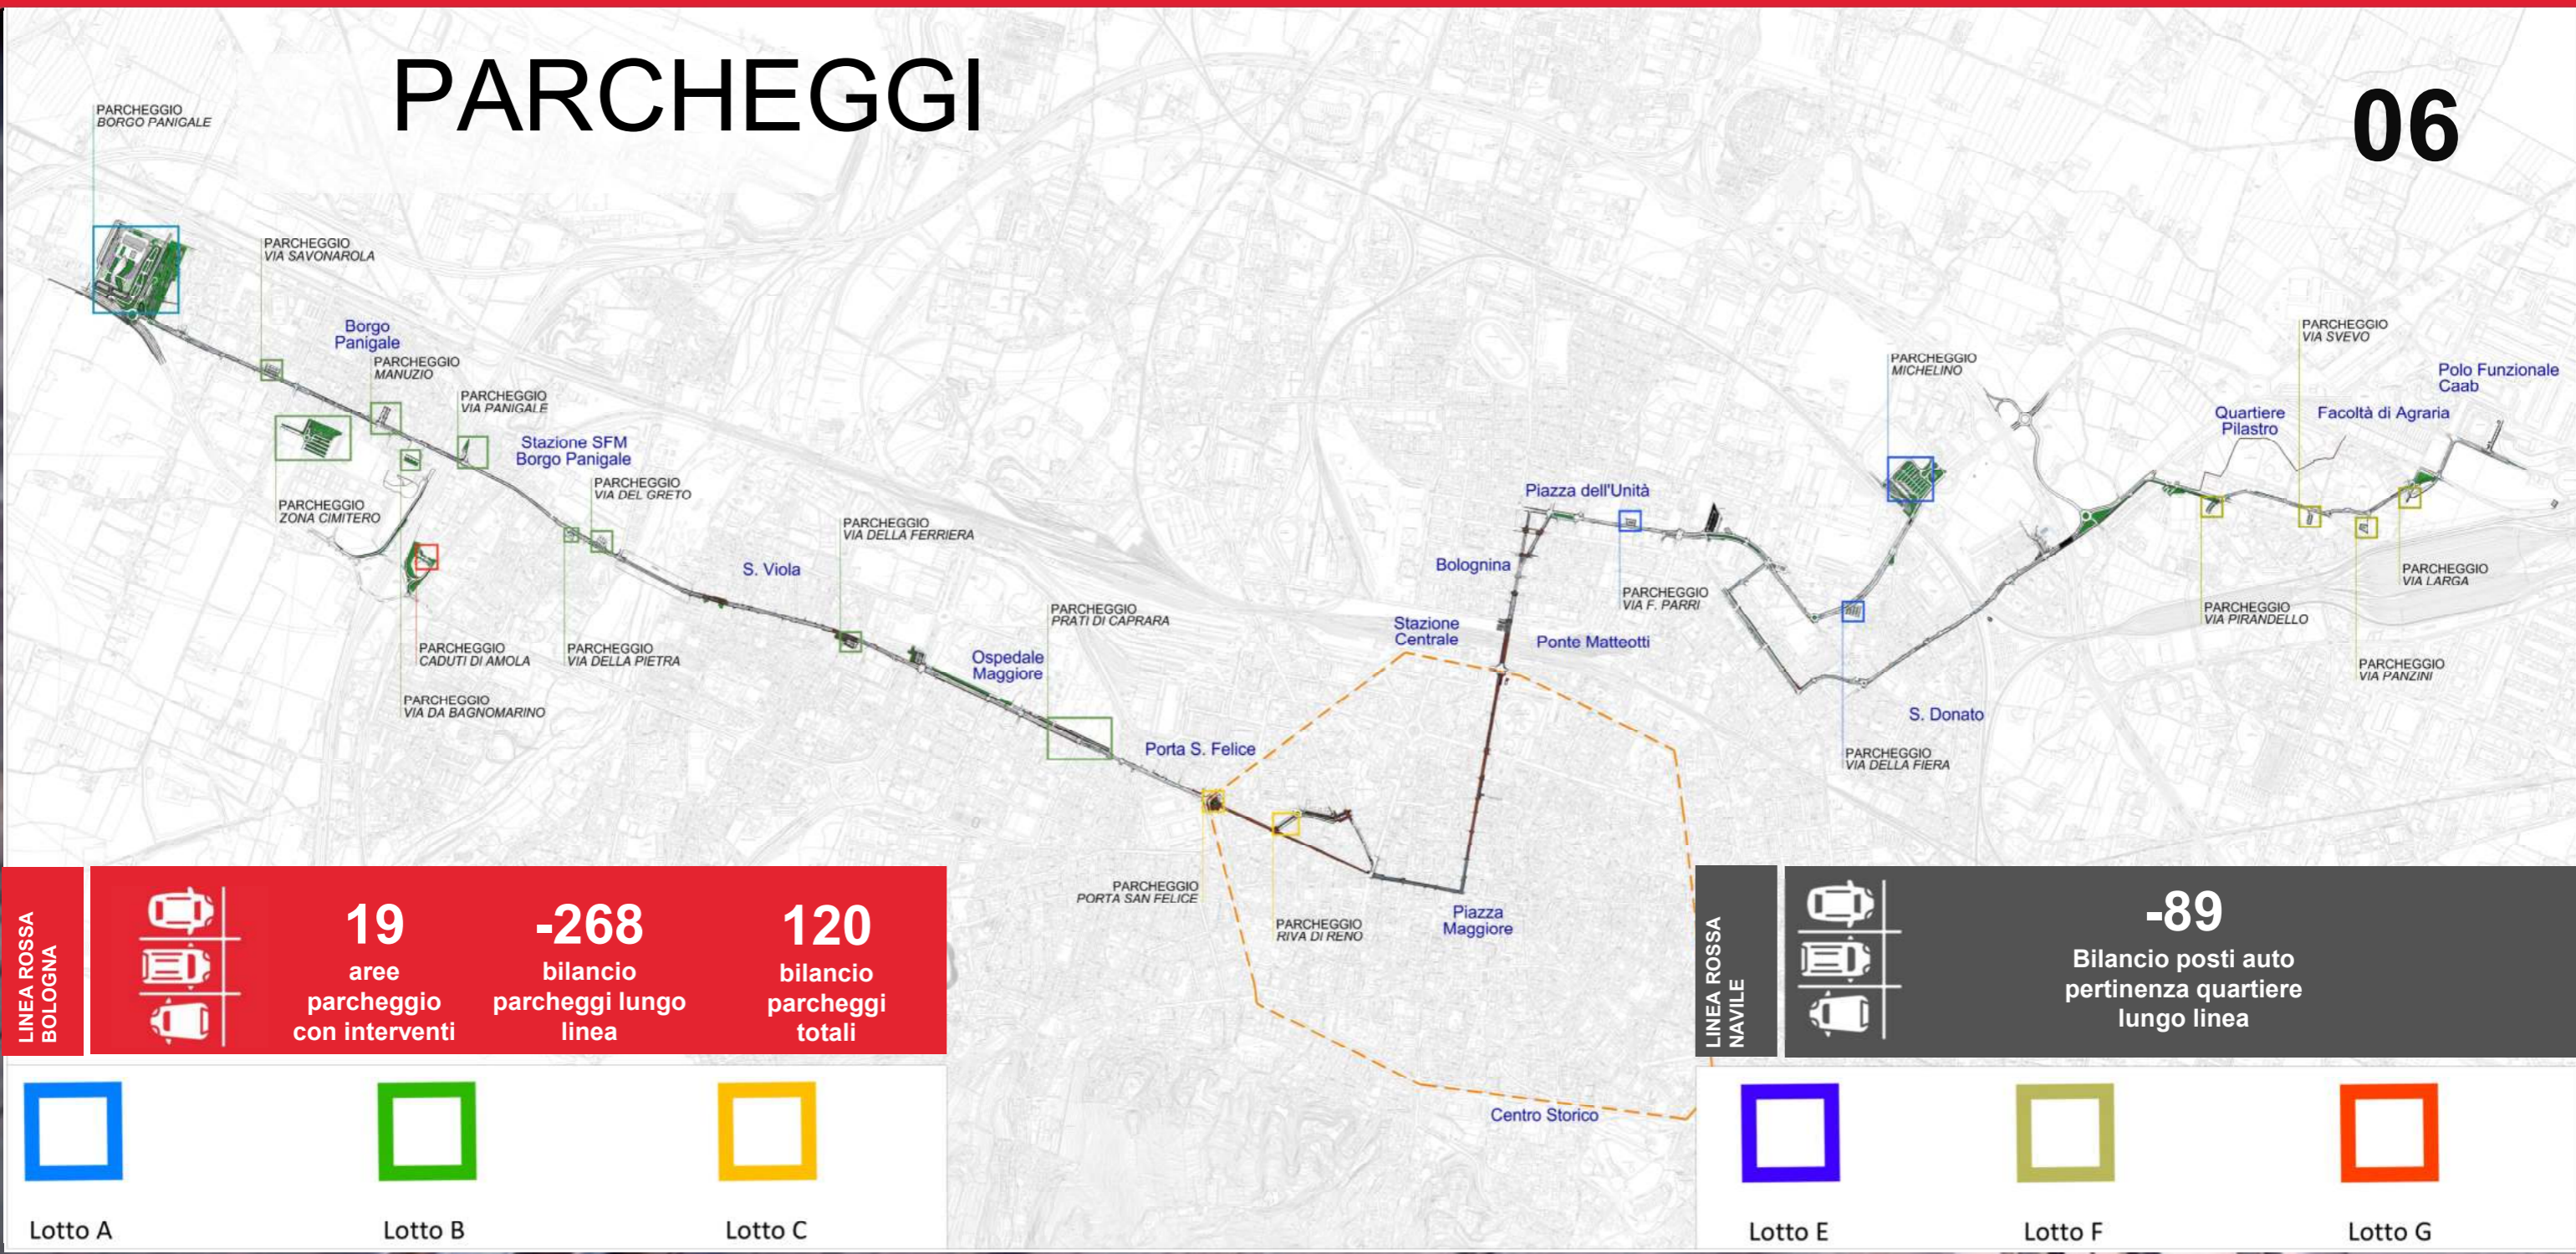 PARCHEGGI
06
PARCHEGGIO
BORGO PANIGALE
PARCHEGGIO
VIA SAVONAROLA
Borgo
Panigale
PARCHEGGIO
MANUZIO
PARCHEGGIO
VIA PANIGALE
Stazione SFM
Borgo Panigale
PARCHEGGIO
VIA DEL GRETO
PARCHEGGIO
ZONA CIMITERO
PARCHEGGIO
VIA DELLA FERRIERA
S. Viola
PARCHEGGIO
CADUTI DI AMOLA
PARCHEGGIO
VIA DELLA PIETRA
PARCHEGGIO
VIA DA BAGNOMARINO
Ospedale
Maggiore
PARCHEGGIO
PRATI DI CAPRARA
Porta S. Felice
PARCHEGGIO
PORTA SAN FELICE
PARCHEGGIO
RIVA DI RENO
Piazza
Maggiore
Stazione
Centrale
Bolognina
Piazza dell'Unità
Ponte Matteotti
PARCHEGGIO
VIA F. PARRI
PARCHEGGIO
MICHELINO
PARCHEGGIO
VIA DELLA FIERA
S. Donato
PARCHEGGIO
VIA SVEVO
Polo Funzionale
Caab
Quartiere
Pilastro
Facoltà di Agraria
PARCHEGGIO
VIA LARGA
PARCHEGGIO
VIA PIRANDELLO
PARCHEGGIO
VIA PANZINI
Centro Storico
LINEA ROSSA
BOLOGNA
19
aree
parcheggio
con interventi
-268
bilancio
parcheggi lungo
linea
120
bilancio
parcheggi
totali
LINEA ROSSA
NAVILE
-89
Bilancio posti auto
pertinenza quartiere
lungo linea
Lotto A
Lotto B
Lotto C
Lotto E
Lotto F
Lotto G